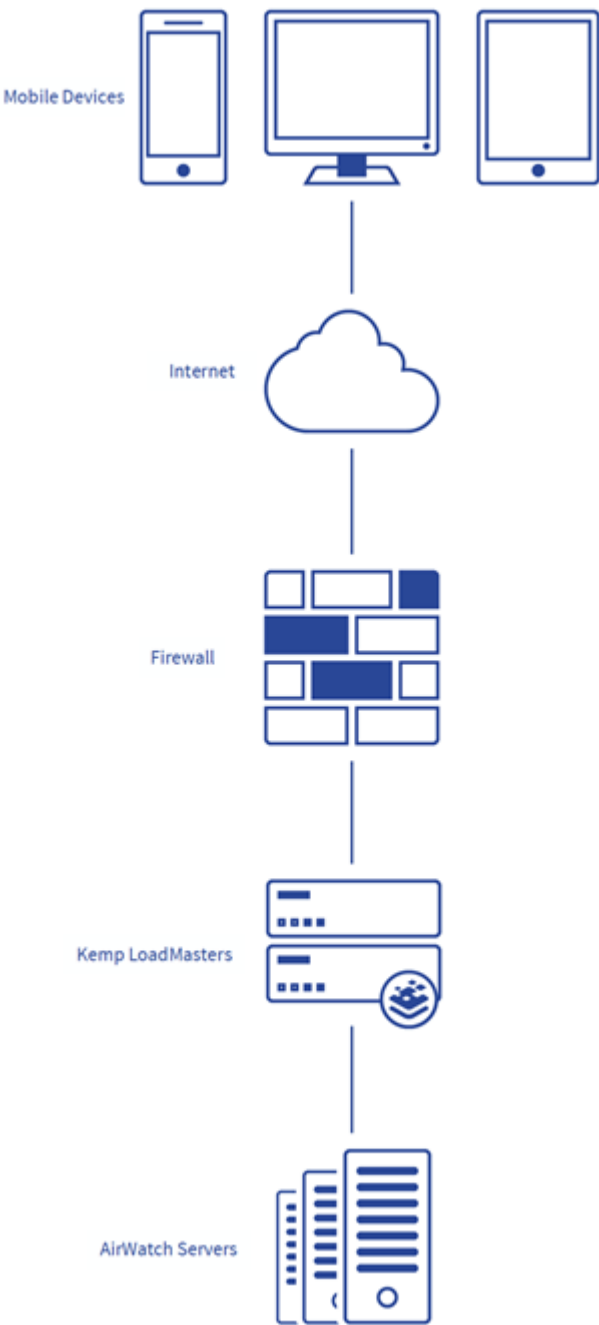 Mobile Devices
Internet
Firewall
Kemp LoadMasters
AirWatch Servers